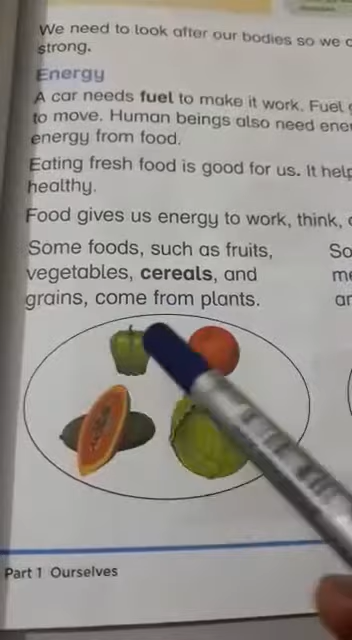 We need to look after our bodies so we
strong.
Energy
A car needs fuel to make it work. Fuel
to move. Human beings also need
energy from food.
Eating fresh food is good for us. It
healthy.
Food gives us energy to work, think,
Some foods, such as fruits,
vegetables, cereals, and
grains, come from plants.
So
me
ar
Part 1 Ourselves